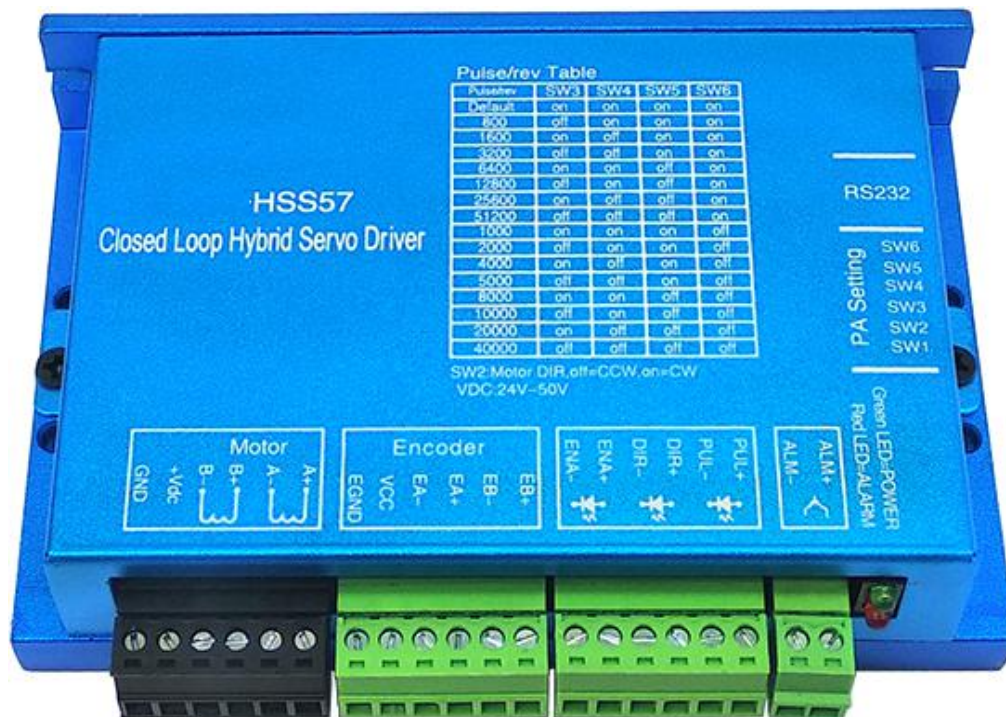 Pulse/rev Table
Pulse/rev SW3 SW4 SW5 SW6
Default on on on on
800 off on on on
1600 on off on on
3200 off off on on
6400 on on off on
12800 off on off on
25600 on off off on
51200 off off off on
1000 on on on off
2000 off on on off
4000 on off on off
5000 off off on off
8000 on on off off
10000 off on off off
20000 on off off off
40000 off off off off
SW2:Motor DIR,off=CCW,on=CW
VDC:24V-50V
HSS57
Closed Loop Hybrid Servo Driver
RS232
PA Setting
SW6
SW5
SW4
SW3
SW2
SW1
Green LED=POWER
Red LED=ALARM
Motor
GND
+Vdc
B-
B+
A-
A+
Encoder
EGND
VCC
EA-
EA+
EB-
EB+
ENA-
ENA+
DIR-
DIR+
PUL-
PUL+
ALM-
ALM+